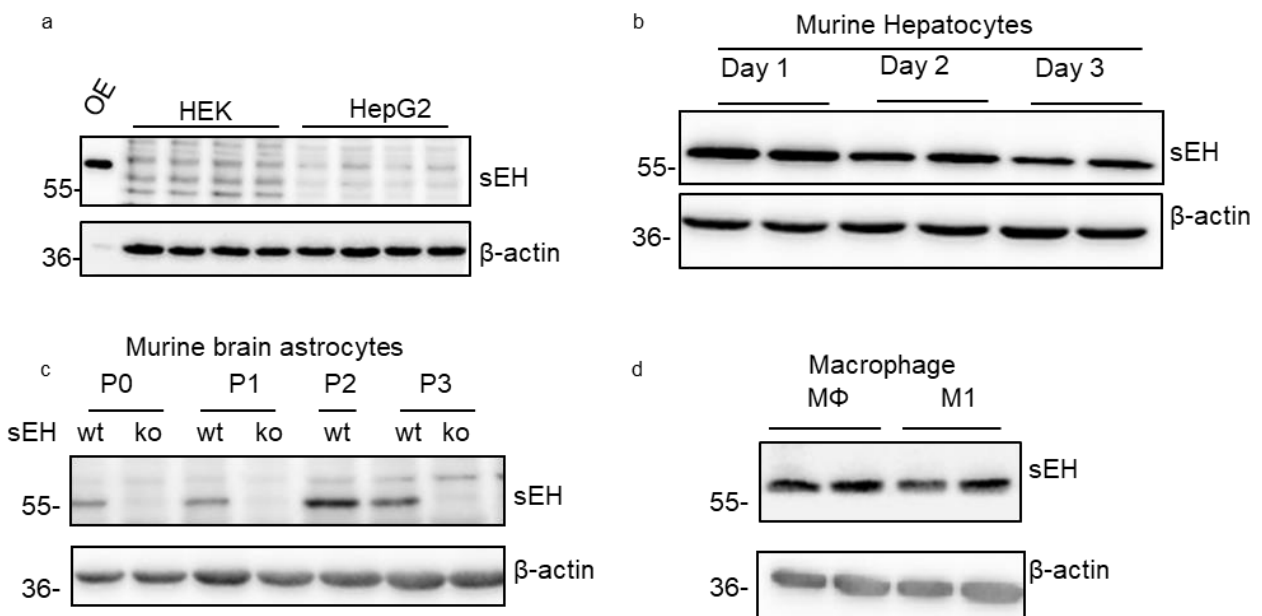 a
OE
HEK HepG2
sEH
55-
36-
β-actin
b
Murine Hepatocytes
Day 1 Day 2 Day 3
sEH
55-
β-actin
36-
c
Murine brain astrocytes
P0 P1 P2 P3
sEH wt ko wt ko wt wt ko
55-
sEH
β-actin
36-
d
Macrophage
MΦ M1
sEH
55-
β-actin
36-